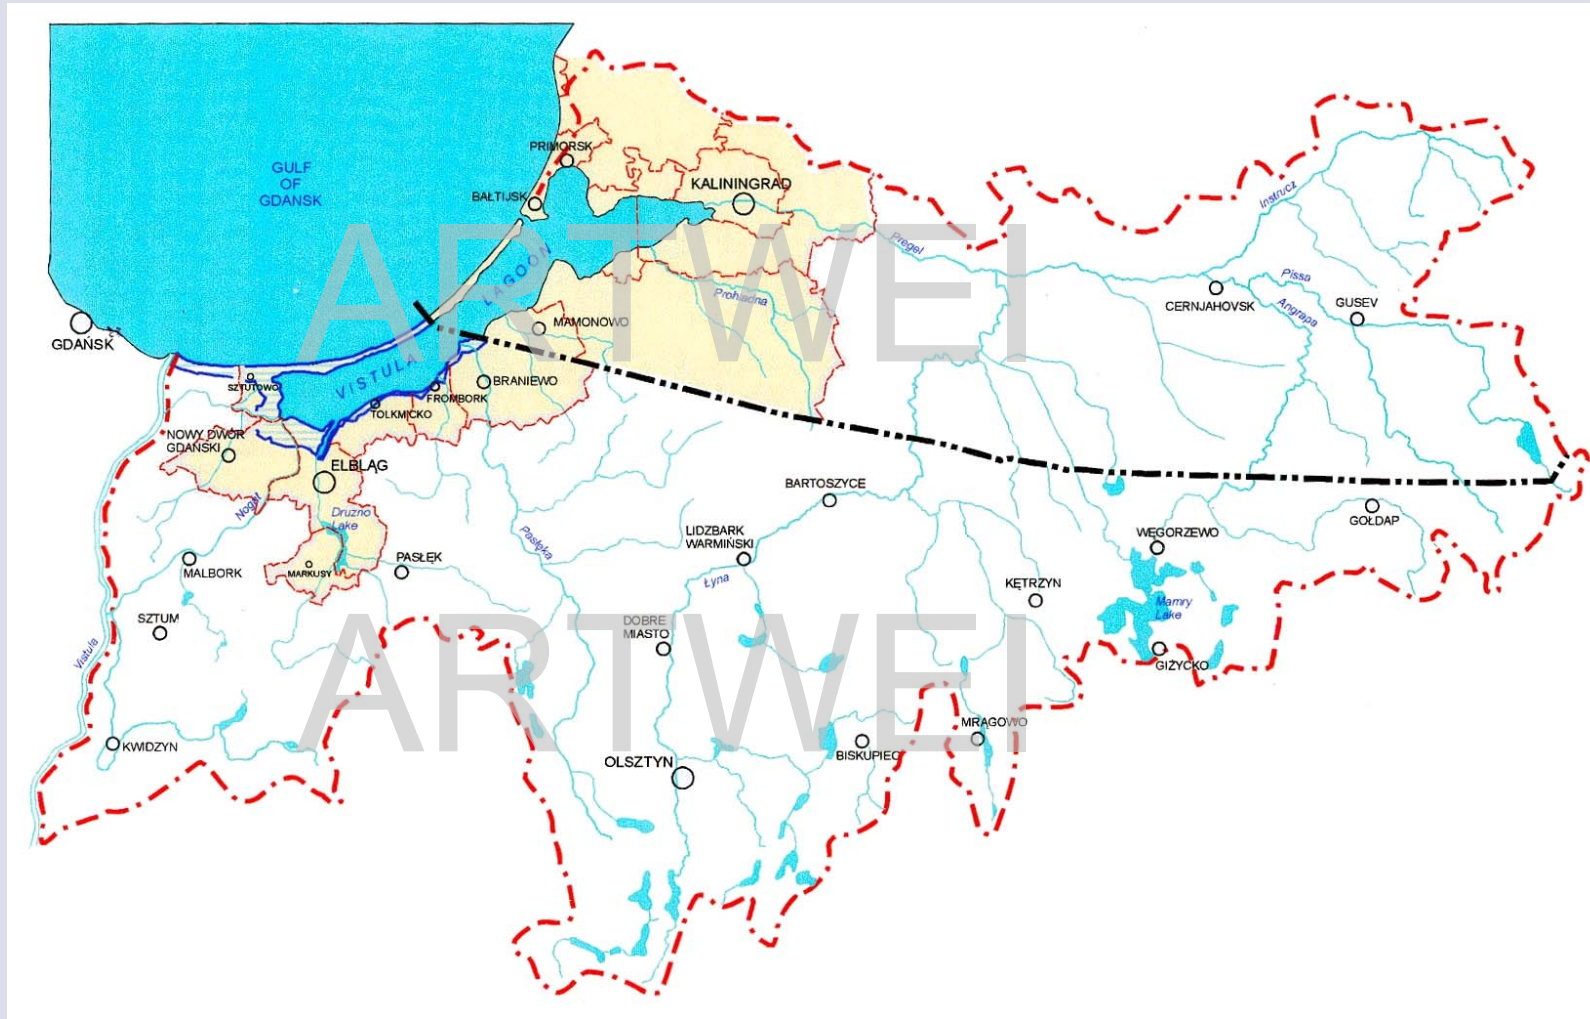 GULF
OF
GDANSK
PRIMORSK
BAŁTIJSK
KALININGRAD
Instrucz
ARTWEI
Pregel
LAGOON
Prohladna
Pissa
CERNJAHOVSK
Angrapa
GUSEV
GDAŃSK
MAMONOWO
VISTULA
SZTUTOWO
BRANIEWO
FROMBORK
TOLKMICKO
NOWY DWÓR
GDAŃSKI
ELBLĄG
BARTOSZYCE
Nogat
Druzno
Lake
GOŁDAP
LIDZBARK
WARMIŃSKI
WĘGORZEWO
Pasłęka
PASŁĘK
MALBORK
MARKUSY
Łyna
KĘTRZYN
Mamry
Lake
SZTUM
DOBRE
MIASTO
ARTWEI
Vistula
GIŻYCKO
MRĄGOWO
KWIDZYN
BISKUPIEC
OLSZTYN